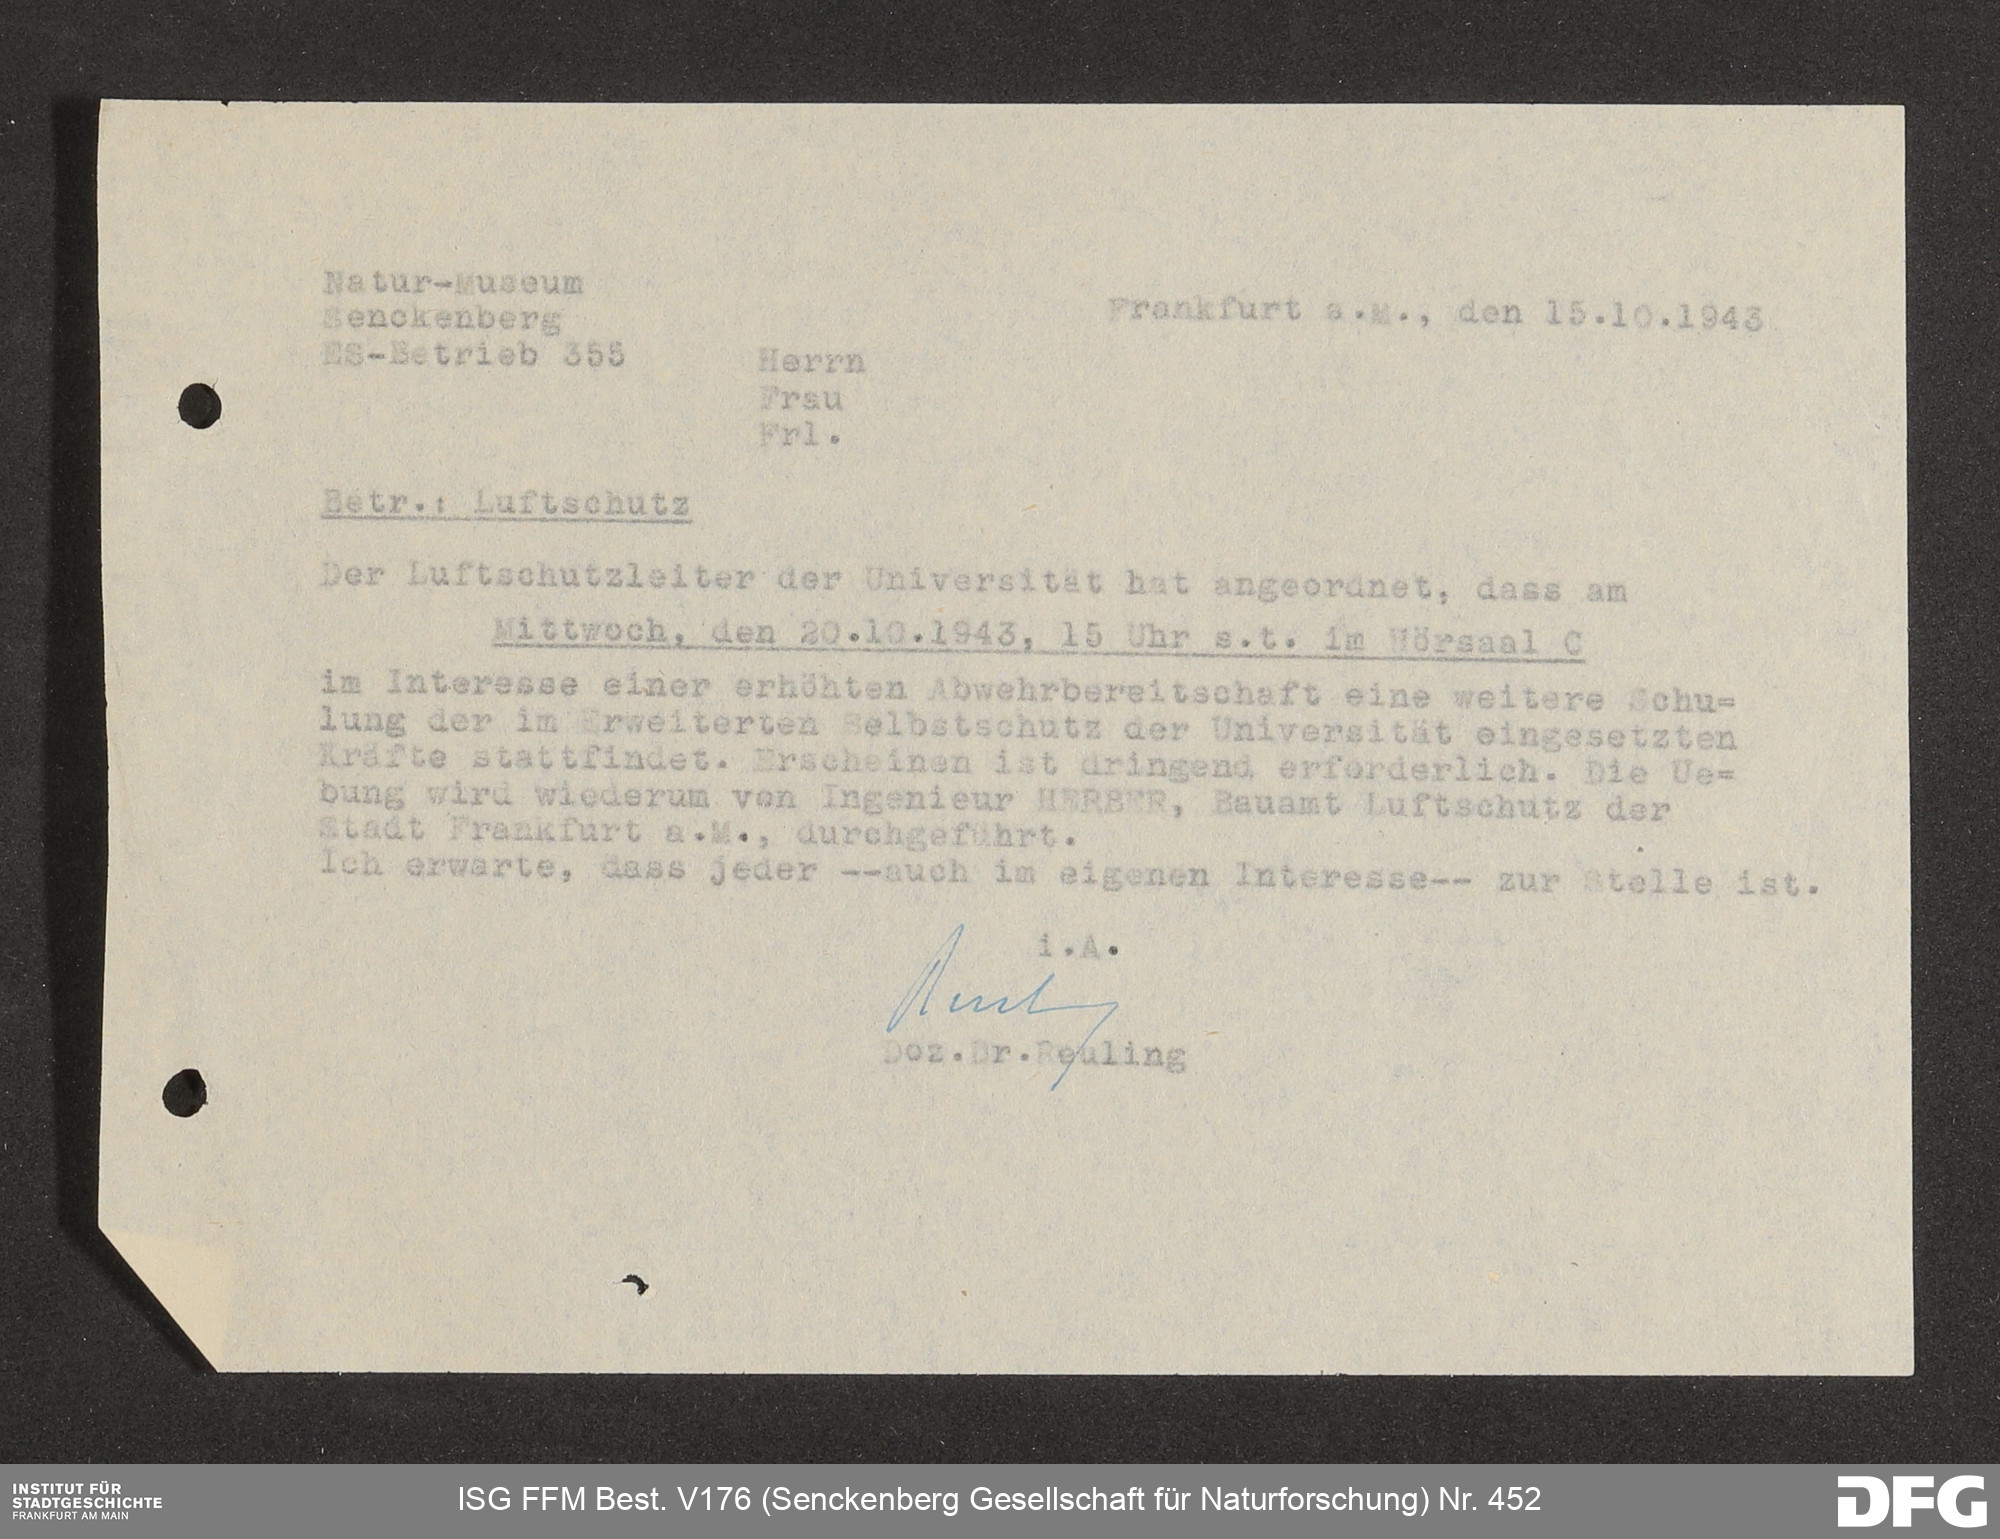 Natur-Museum
Senckenberg
ES-Betrieb 355
Frankfurt a.M., den 15.10.1943
Herrn
Frau
Frl.
Betr.: Luftschutz
Der Luftschutzleiter der Universität hat angeordnet, dass am
Mittwoch, den 20.10.1943, 15 Uhr s.t. im Hörsaal C
im Interesse einer erhöhten Abwehrbereitschaft eine weitere Schu=
lung der im Erweiterten Selbstschutz der Universität eingesetzten
Kräfte stattfindet. Erscheinen ist dringend erforderlich. Die Ue=
bung wird wiederum von Ingenieur HERBER, Bauamt Luftschutz der
Stadt Frankfurt a.M., durchgeführt.
Ich erwarte, dass jeder --auch im eigenen Interesse-- zur Stelle ist.
i.A.
Reuling
Doz.Dr.Reuling
INSTITUT FÜR
STADTGESCHICHTE
FRANKFURT AM MAIN
ISG FFM Best. V176 (Senckenberg Gesellschaft für Naturforschung) Nr. 452
DFG